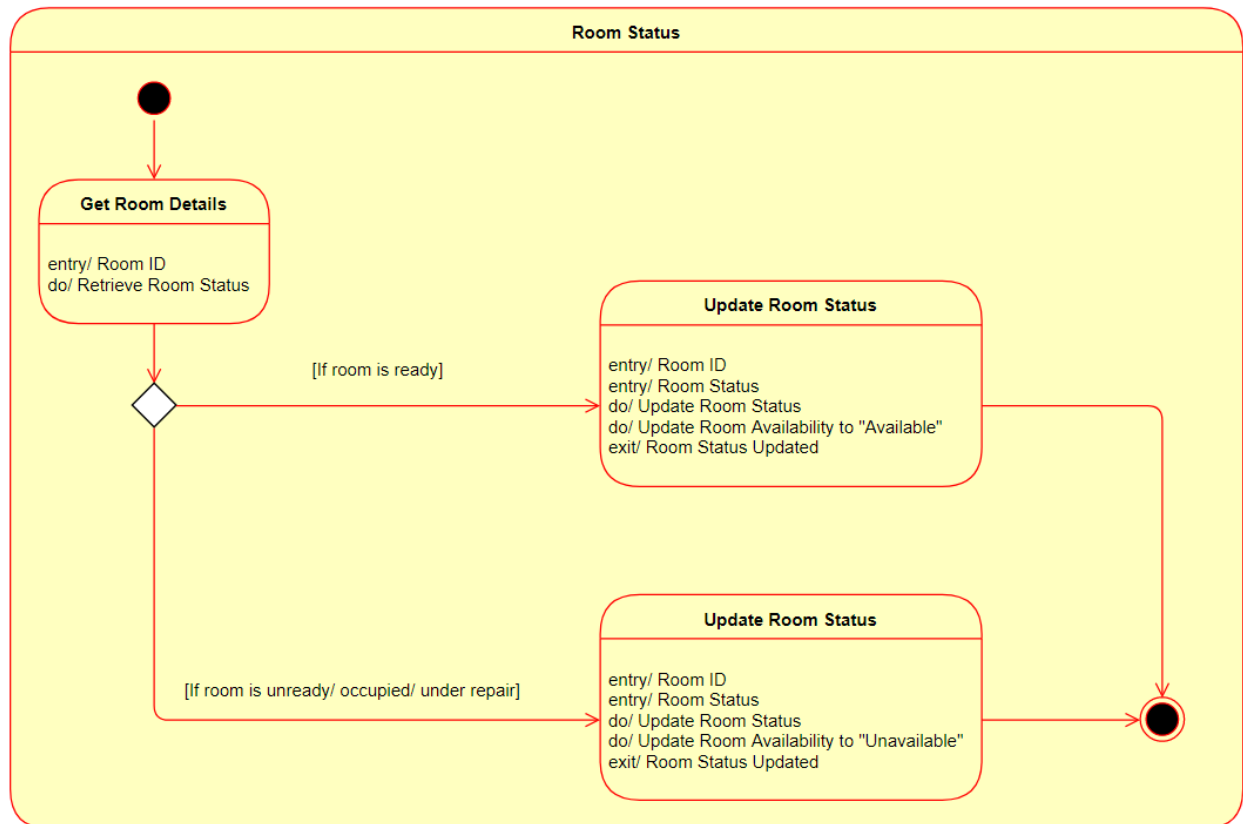 Room Status
Get Room Details
entry/ Room ID
do/ Retrieve Room Status
[If room is ready]
Update Room Status
entry/ Room ID
entry/ Room Status
do/ Update Room Status
do/ Update Room Availability to "Available"
exit/ Room Status Updated
[If room is unready/ occupied/ under repair]
Update Room Status
entry/ Room ID
entry/ Room Status
do/ Update Room Status
do/ Update Room Availability to "Unavailable"
exit/ Room Status Updated